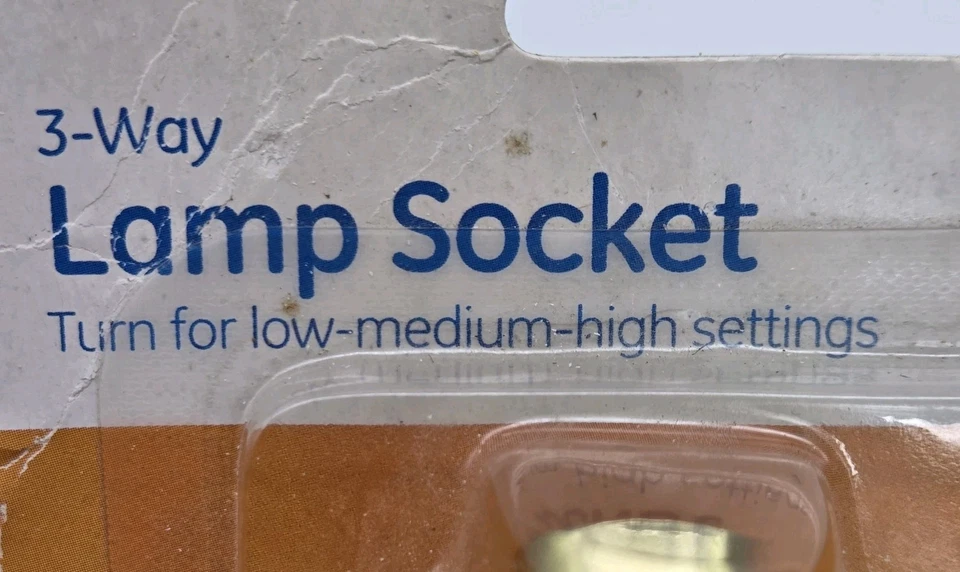 3-Way
Lamp Socket
Turn for low-medium-high settings